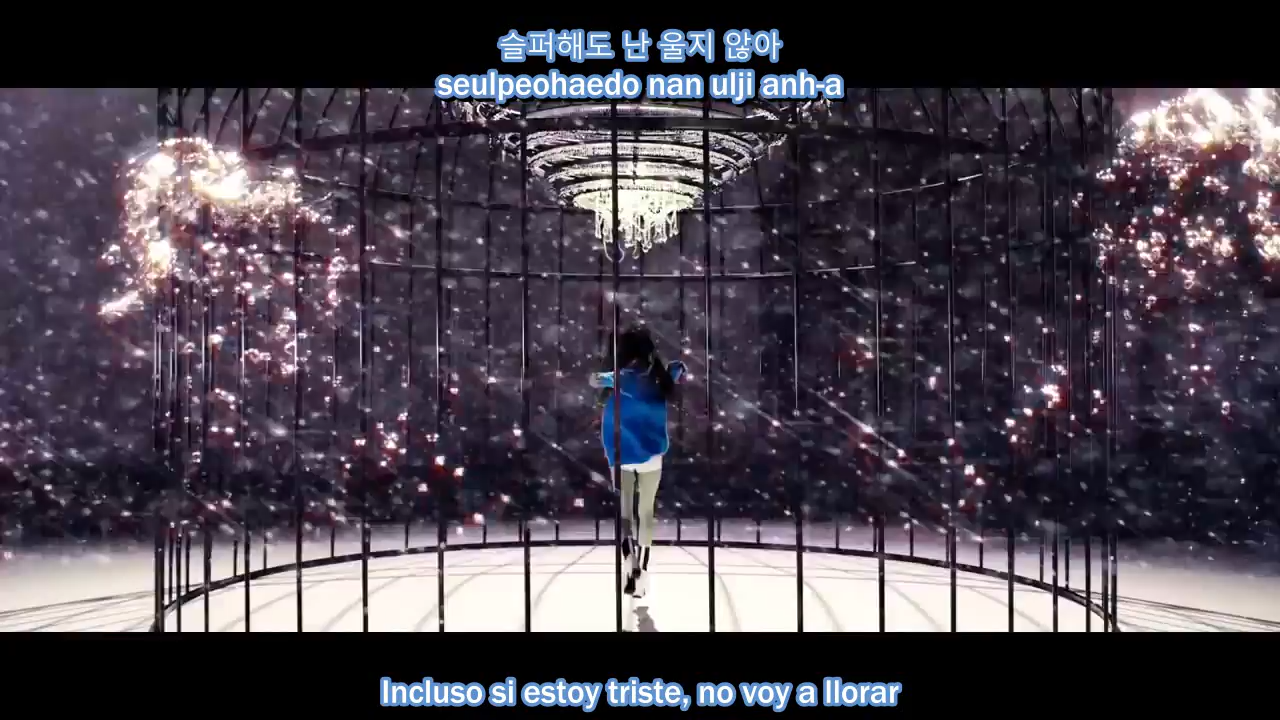 슬퍼해도 난 울지 않아
seulpeohaedo nan ulji anh-a
Incluso si estoy triste, no voy a llorar